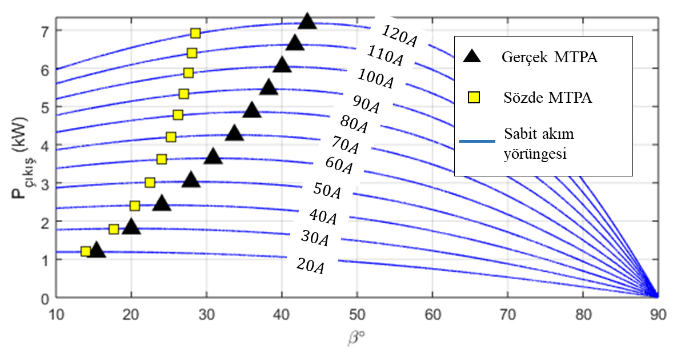 P çıkış (kW)
7
6
5
4
3
2
1
0
120A
110A
100A
90A
80A
70A
60A
50A
40A
30A
20A
Gerçek MTPA
Sözde MTPA
Sabit akım
yörüngesi
10 20 30 40 50 60 70 80 90
β°